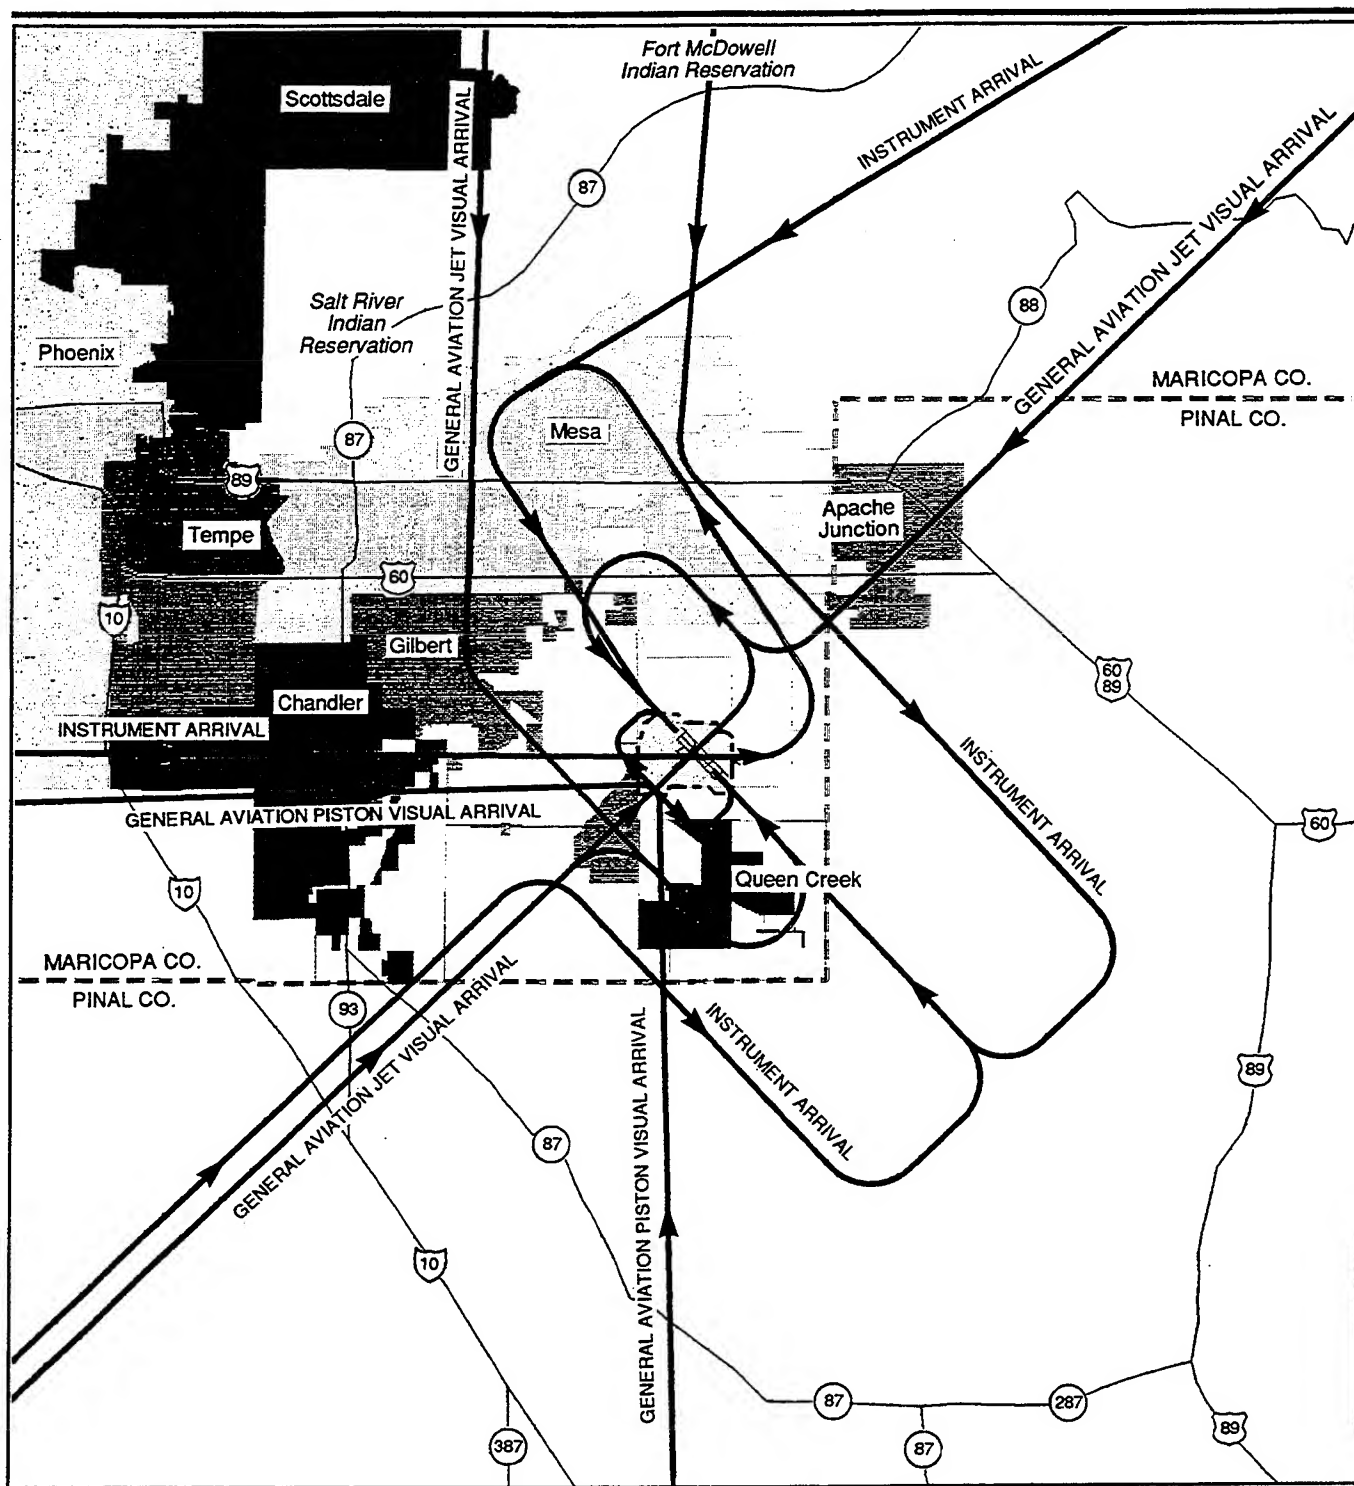 Fort McDowell
Indian Reservation
Scottsdale
GENERAL AVIATION JET VISUAL ARRIVAL
INSTRUMENT ARRIVAL
GENERAL AVIATION JET VISUAL ARRIVAL
87
Salt River
Indian
Reservation
88
Phoenix
MARICOPA CO.
PINAL CO.
Mesa
87
89
Apache
Junction
Tempe
60
10
Gilbert
60
89
Chandler
INSTRUMENT ARRIVAL
INSTRUMENT ARRIVAL
GENERAL AVIATION PISTON VISUAL ARRIVAL
60
10
Queen Creek
MARICOPA CO.
PINAL CO.
93
GENERAL AVIATION JET VISUAL ARRIVAL
INSTRUMENT ARRIVAL
GENERAL AVIATION PISTON VISUAL ARRIVAL
89
87
10
87
287
387
87
89